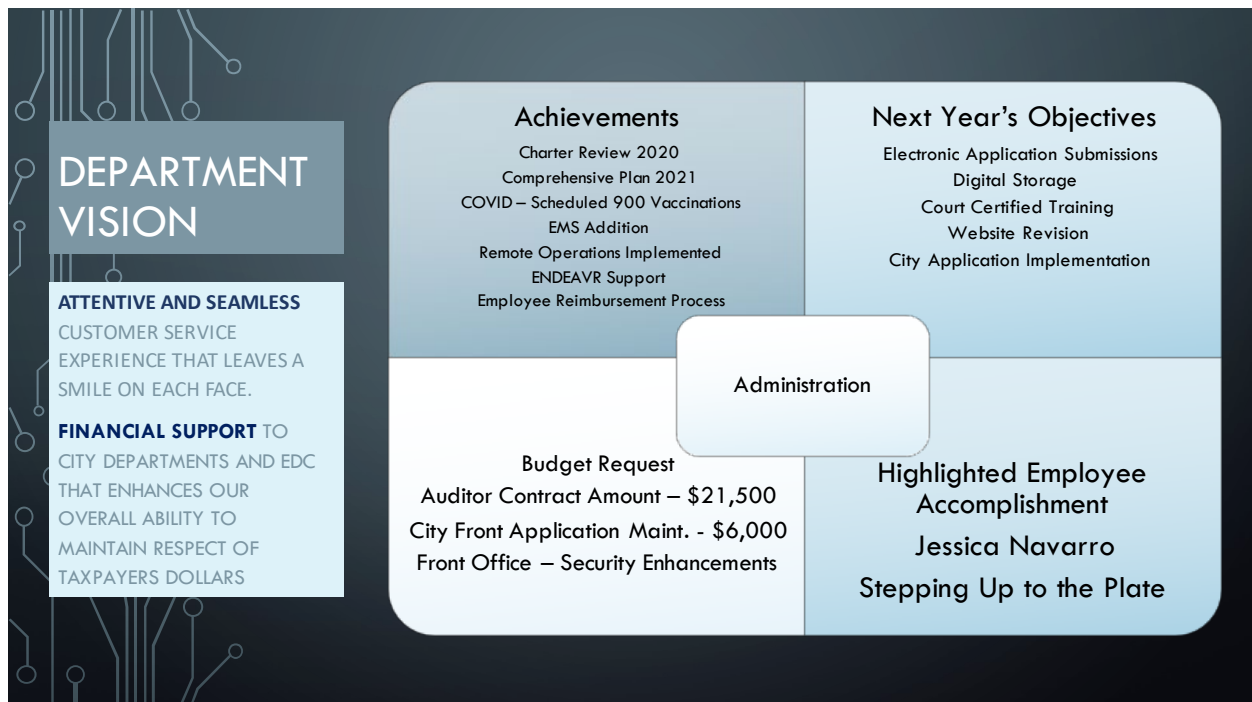 DEPARTMENT
VISION
ATTENTIVE AND SEAMLESS
CUSTOMER SERVICE
EXPERIENCE THAT LEAVES A
SMILE ON EACH FACE.
FINANCIAL SUPPORT TO
CITY DEPARTMENTS AND EDC
THAT ENHANCES OUR
OVERALL ABILITY TO
MAINTAIN RESPECT OF
TAXPAYERS DOLLARS
Achievements
Charter Review 2020
Comprehensive Plan 2021
COVID – Scheduled 900 Vaccinations
EMS Addition
Remote Operations Implemented
ENDEAVR Support
Employee Reimbursement Process
Next Year’s Objectives
Electronic Application Submissions
Digital Storage
Court Certified Training
Website Revision
City Application Implementation
Administration
Budget Request
Auditor Contract Amount – $21,500
City Front Application Maint. - $6,000
Front Office – Security Enhancements
Highlighted Employee
Accomplishment
Jessica Navarro
Stepping Up to the Plate